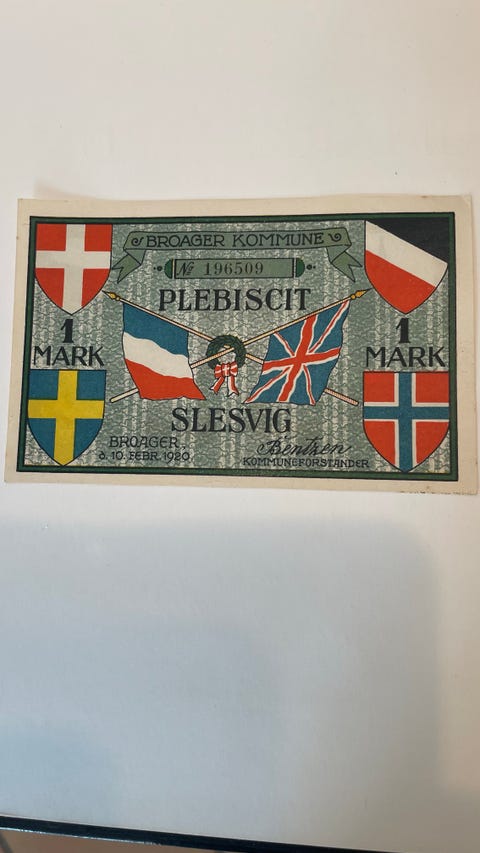 BROAGER KOMMUNE
No 196509
PLEBISCIT
1
MARK
1
MARK
SLESVIG
BROAGER
d. 10. FEBR. 1920
Bentzen
KOMMUNEFORSTANDER